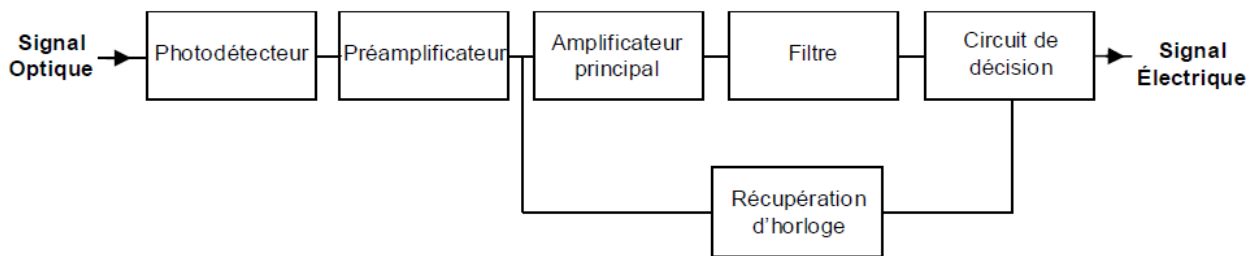 Signal
Optique
Photodétecteur
Préamplificateur
Amplificateur
principal
Filtre
Circuit de
décision
Signal
Électrique
Récupération
d'horloge